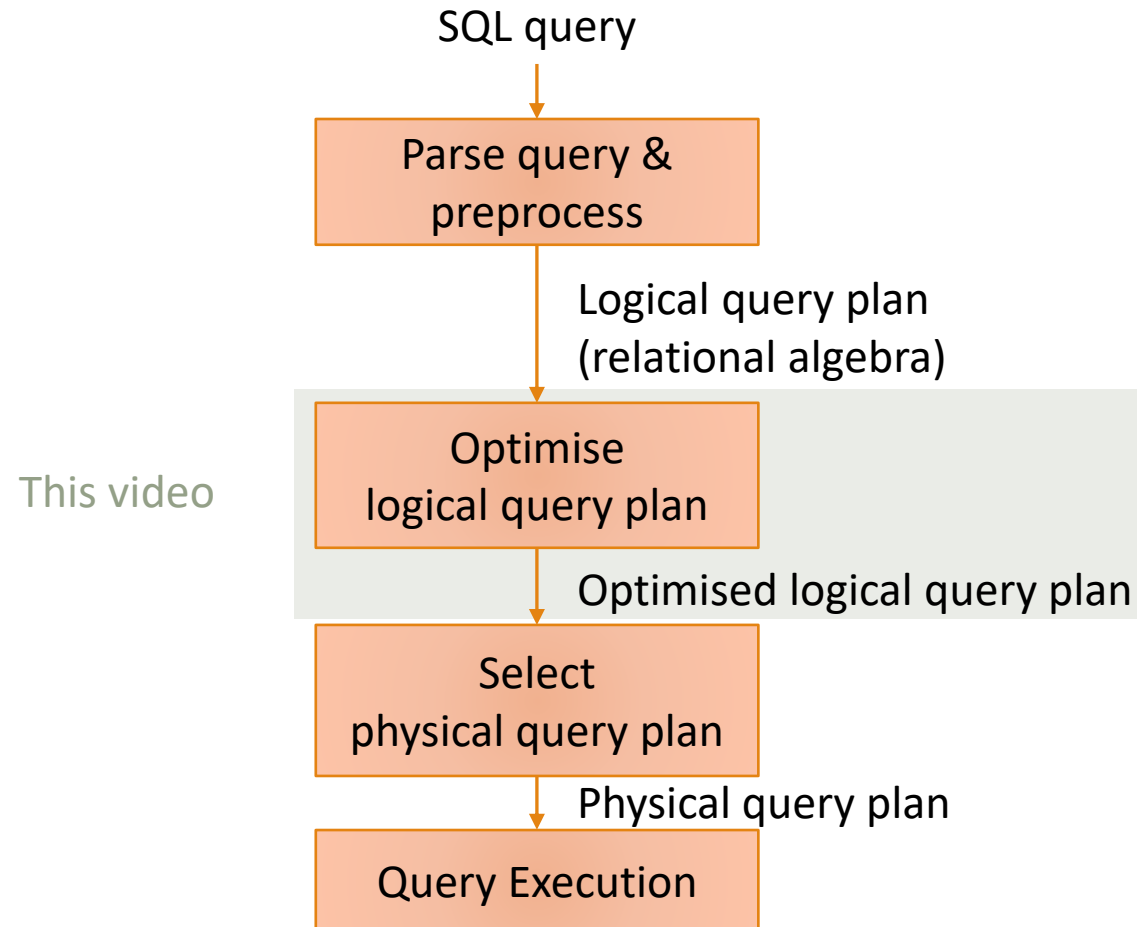 SQL query
Parse query &
preprocess
Logical query plan
(relational algebra)
This video
Optimise
logical query plan
Optimised logical query plan
Select
physical query plan
Physical query plan
Query Execution